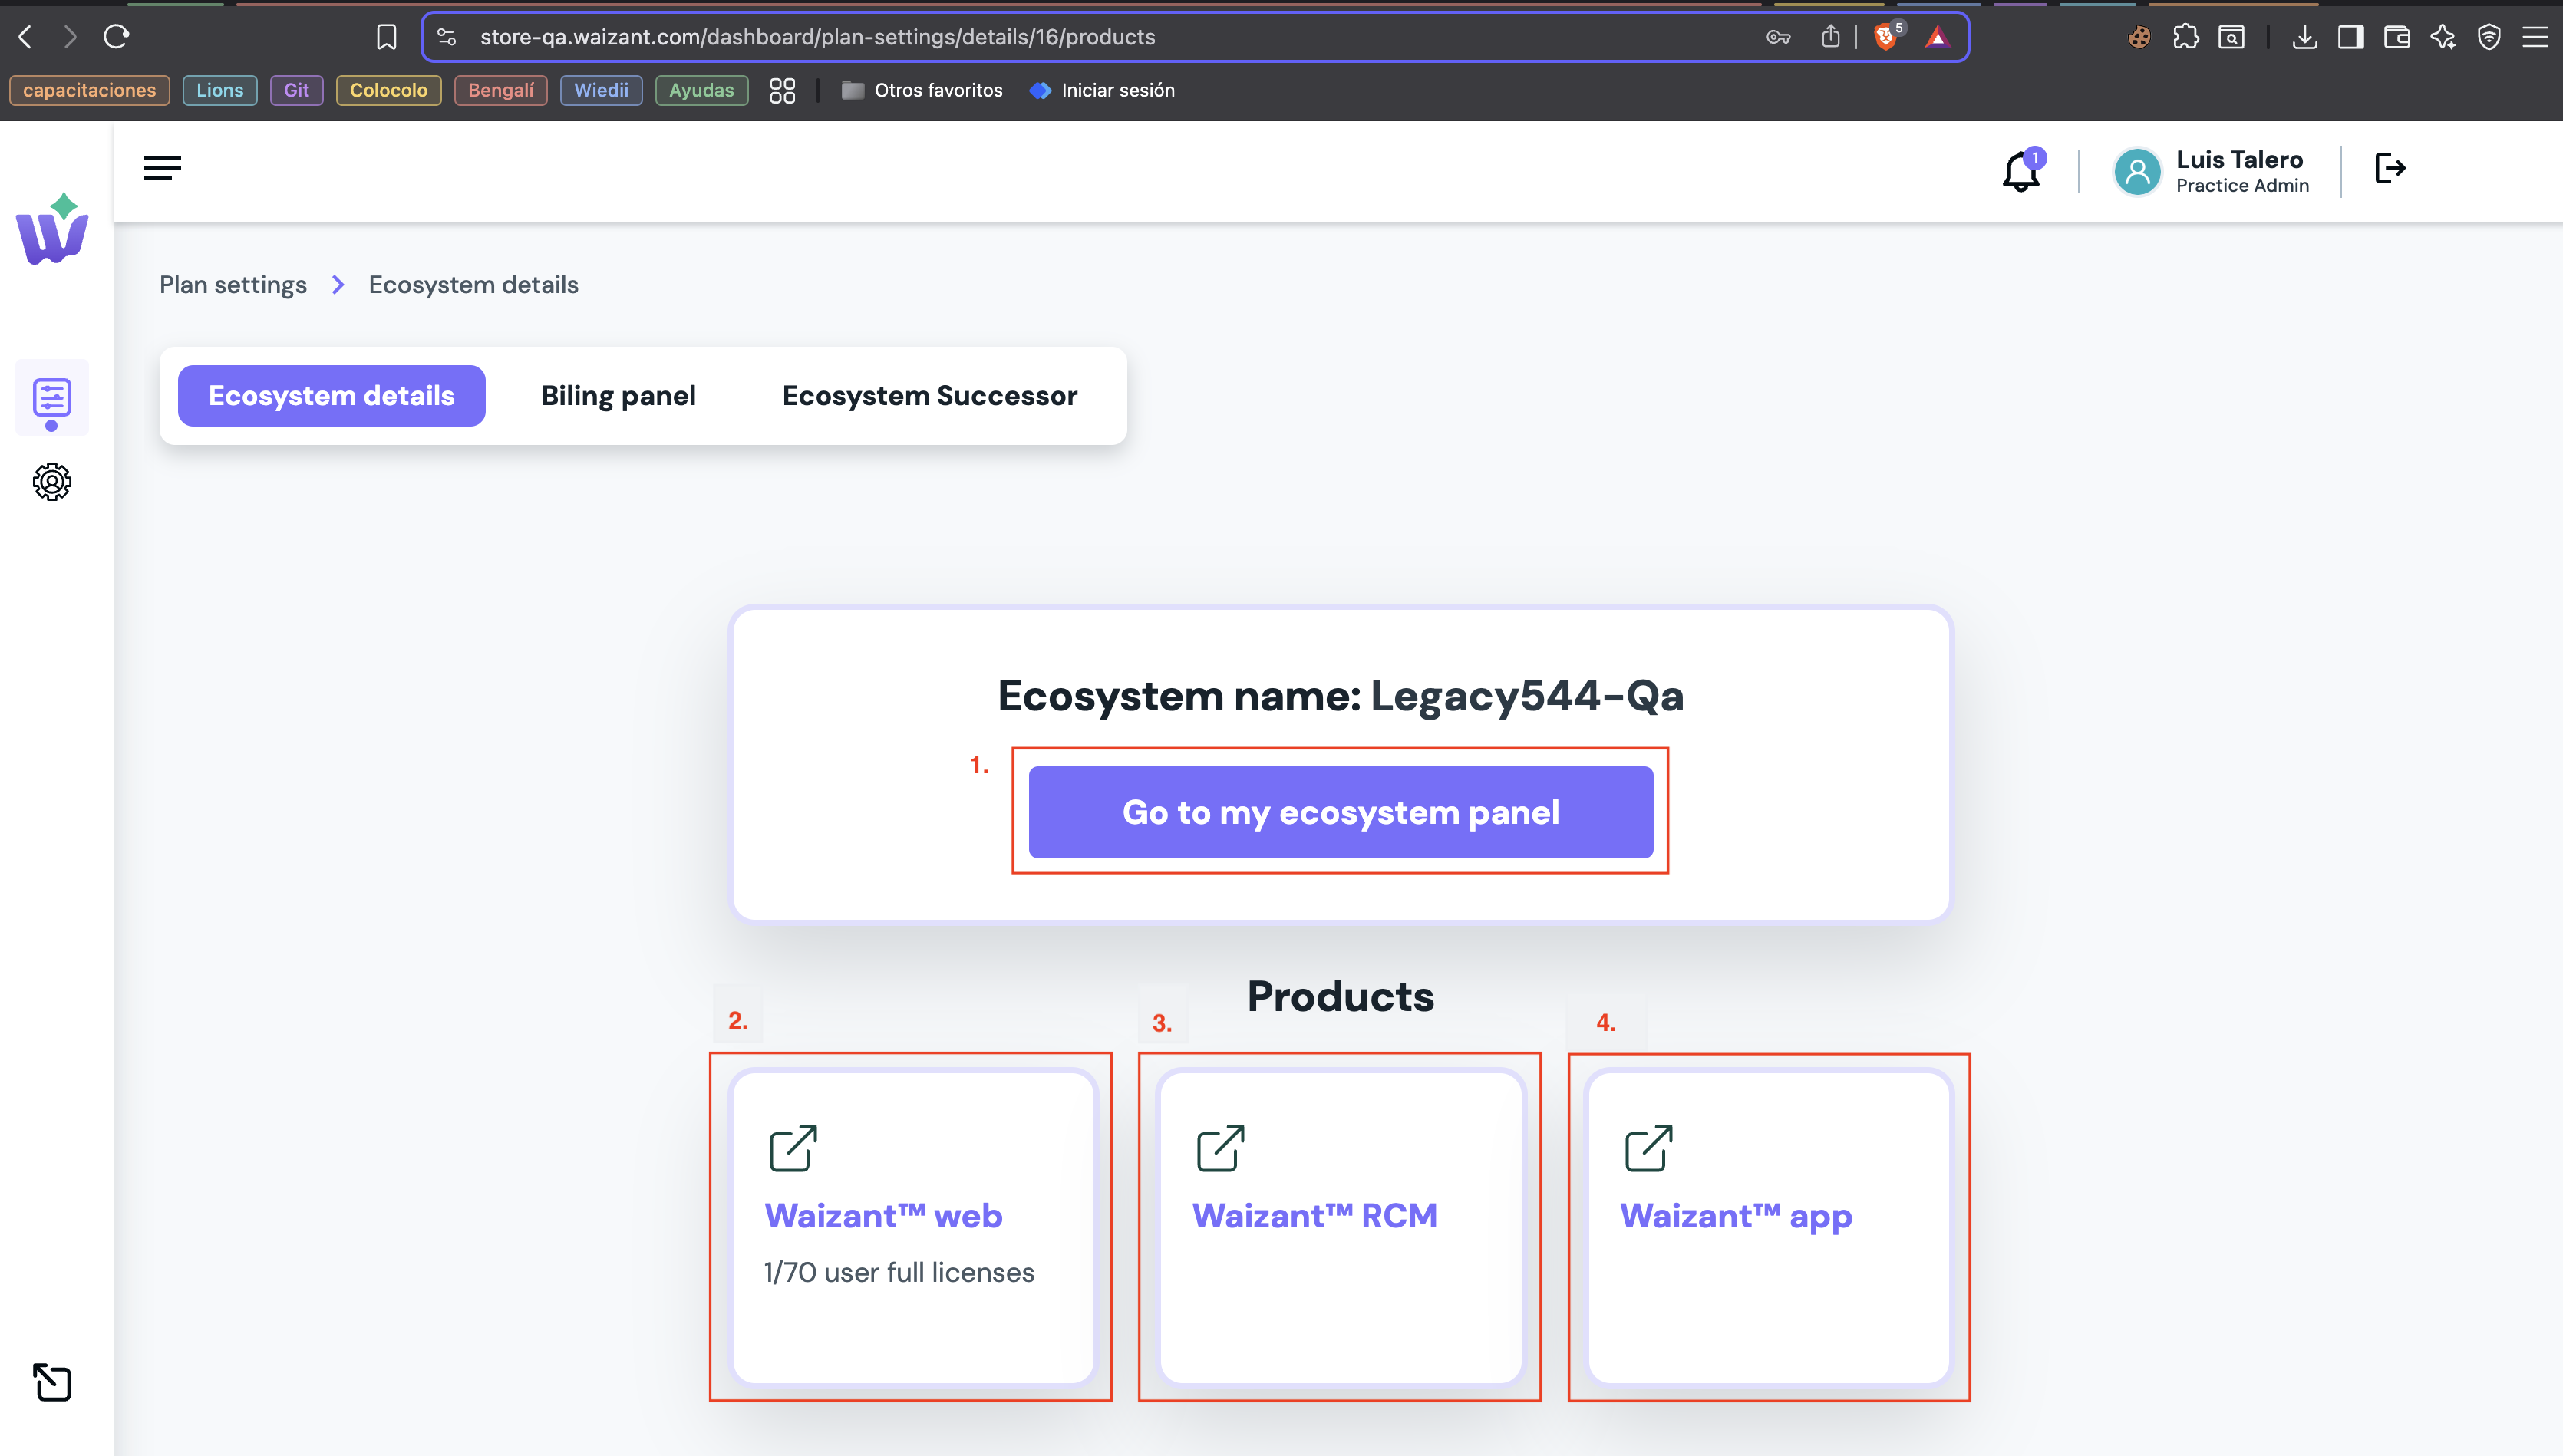 store-qa.waizant.com/dashboard/plan-settings/details/16/products
5
capacitaciones Lions Git Colocolo Bengalí Wiedii Ayudas Otros favoritos Iniciar sesión
1
Luis Talero
Practice Admin
Plan settings Ecosystem details
Ecosystem details Biling panel Ecosystem Successor
Ecosystem name: Legacy544-Qa
1.
Go to my ecosystem panel
Products
2. 3. 4.
Waizant™ web Waizant™ RCM Waizant™ app
1/70 user full licenses